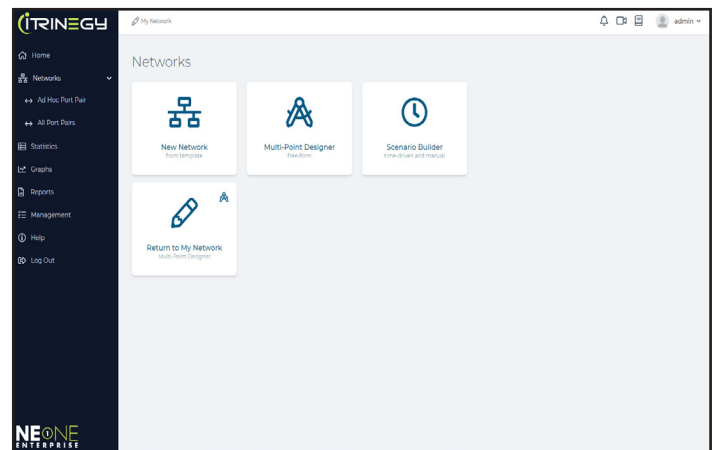 iTRINEGY
My Network
admin
Home
Networks
Networks
Ad Hoc Port Pair
All Port Pairs
Statistics
Graphs
Reports
Management
Help
Log Out
New Network
from template
Multi-Point Designer
free-form
Scenario Builder
time-driven and manual
Return to My Network
Multi-Point Designer
NE1ONE
ENTERPRISE